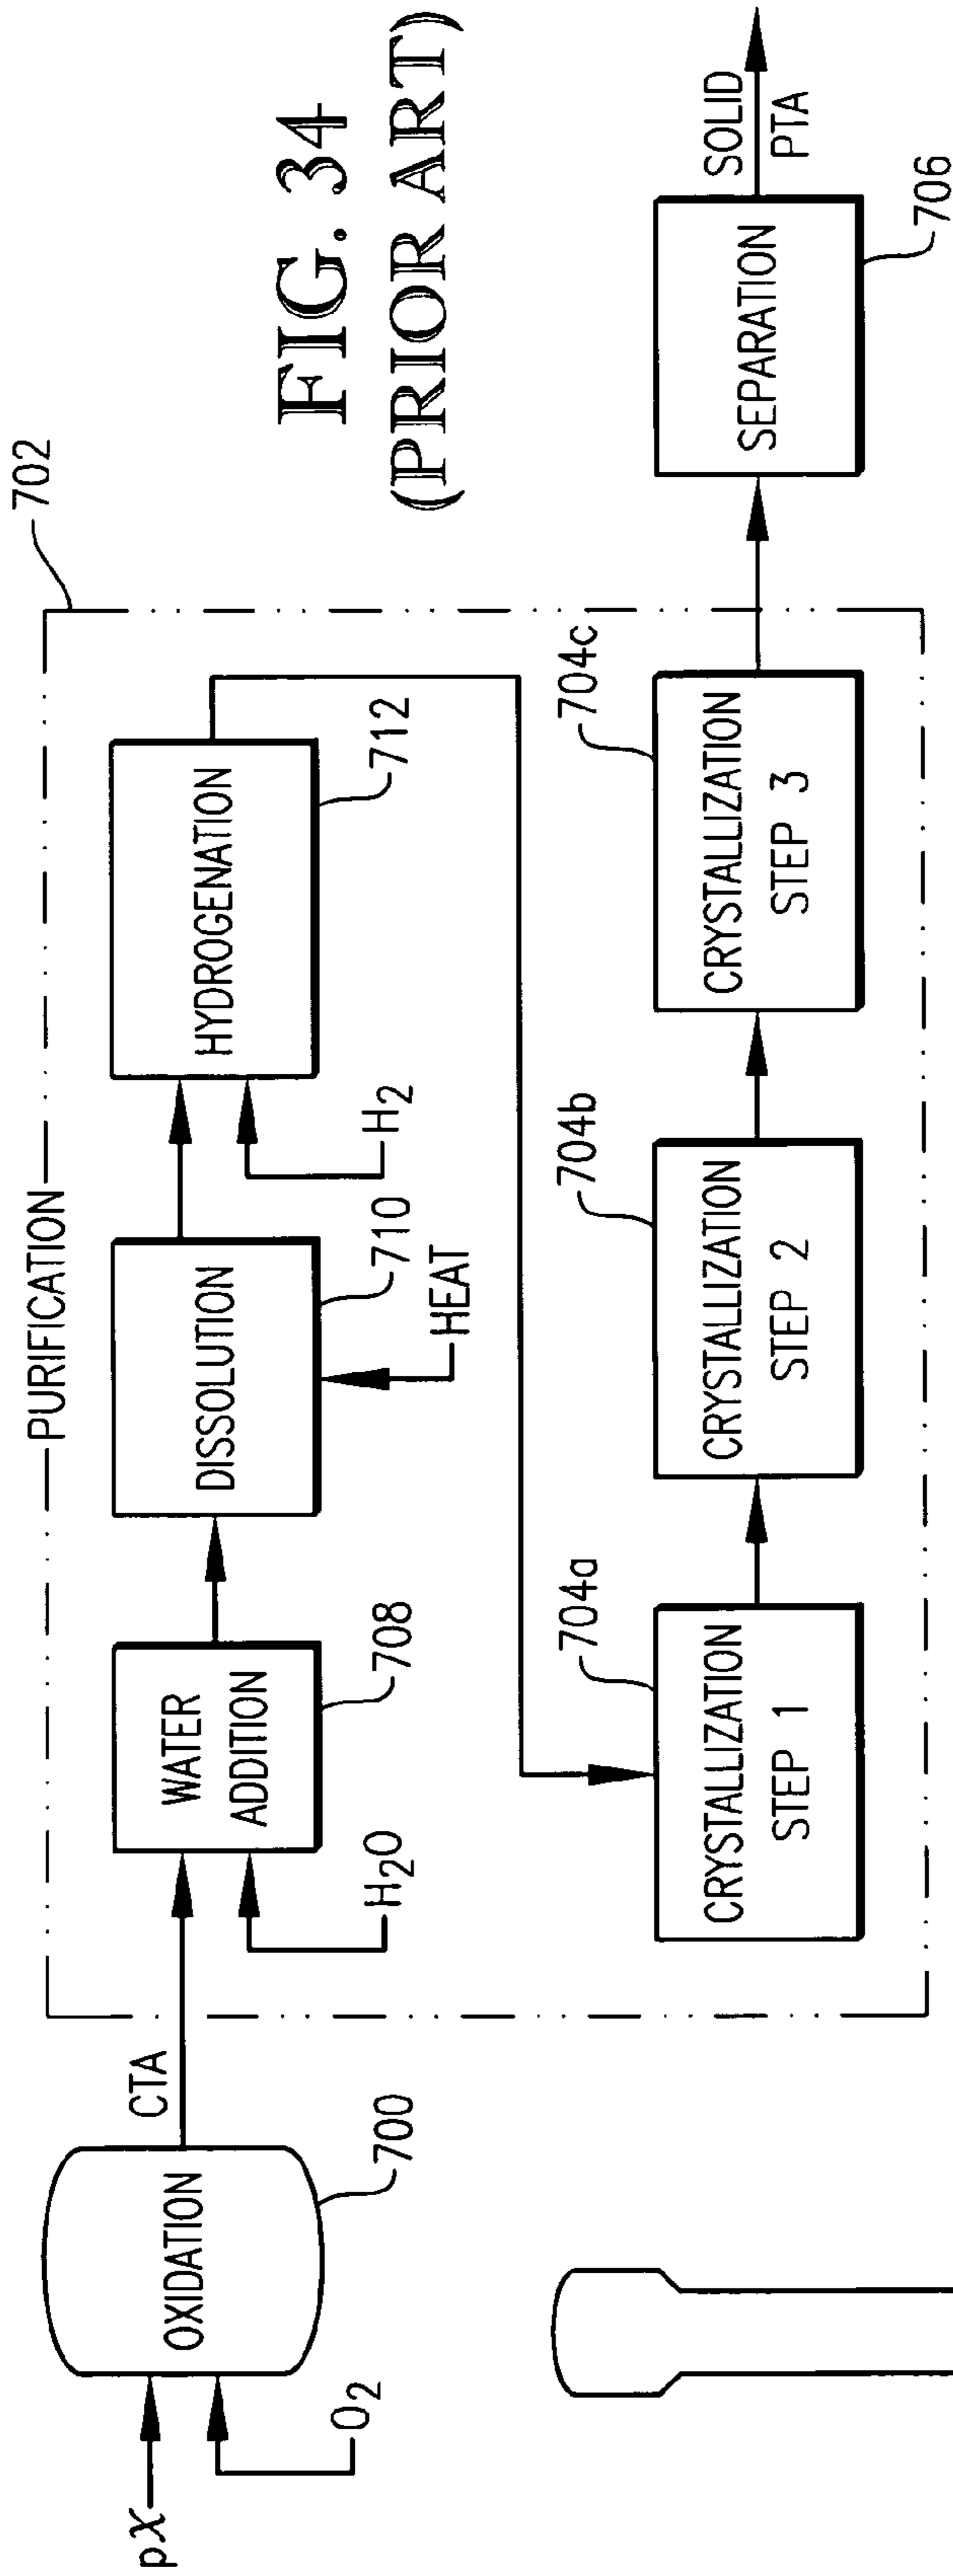 FIG. 34
(PRIOR ART)
PURIFICATION
702
pX
O2
OXIDATION
700
CTA
H2O
WATER
ADDITION
708
DISSOLUTION
710
HEAT
H2
HYDROGENATION
712
CRYSTALLIZATION
STEP 1
704a
CRYSTALLIZATION
STEP 2
704b
CRYSTALLIZATION
STEP 3
704c
SEPARATION
706
SOLID
PTA